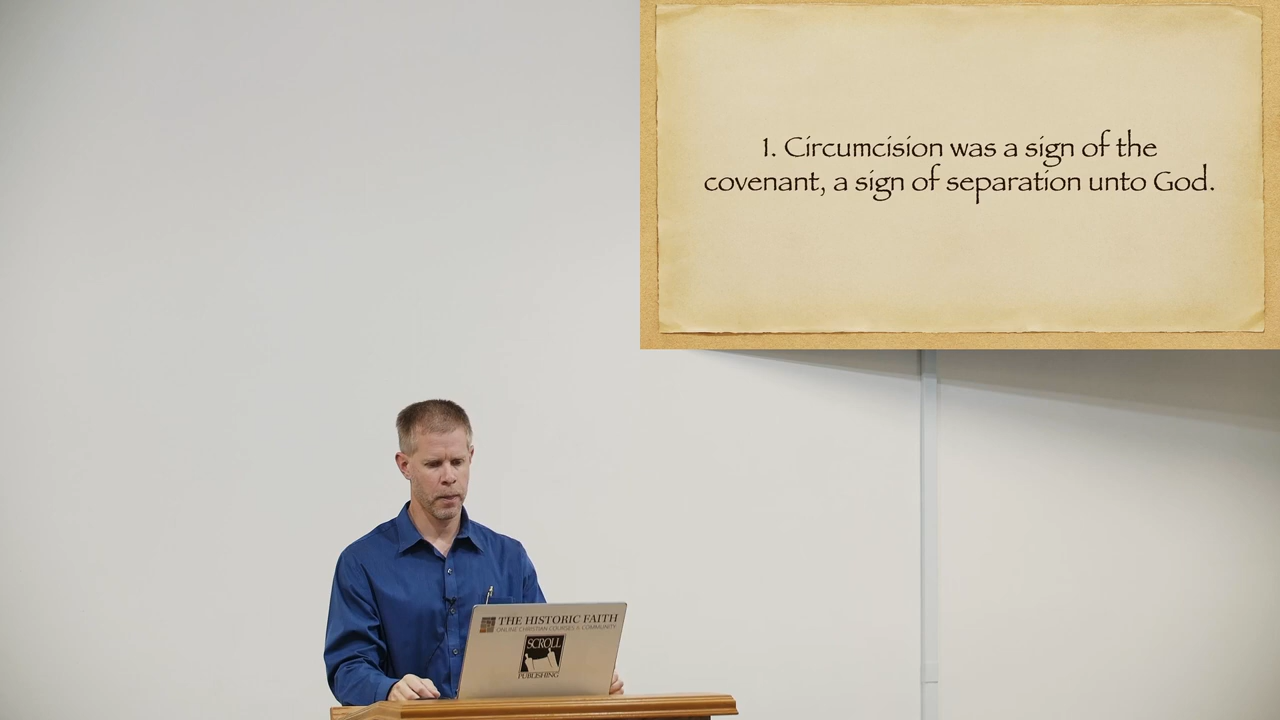 1. Circumcision was a sign of the
covenant, a sign of separation unto God.
THE HISTORIC FAITH
ONLINE CHRISTIAN COURSES & COMMUNITY
SCROLL
PUBLISHING